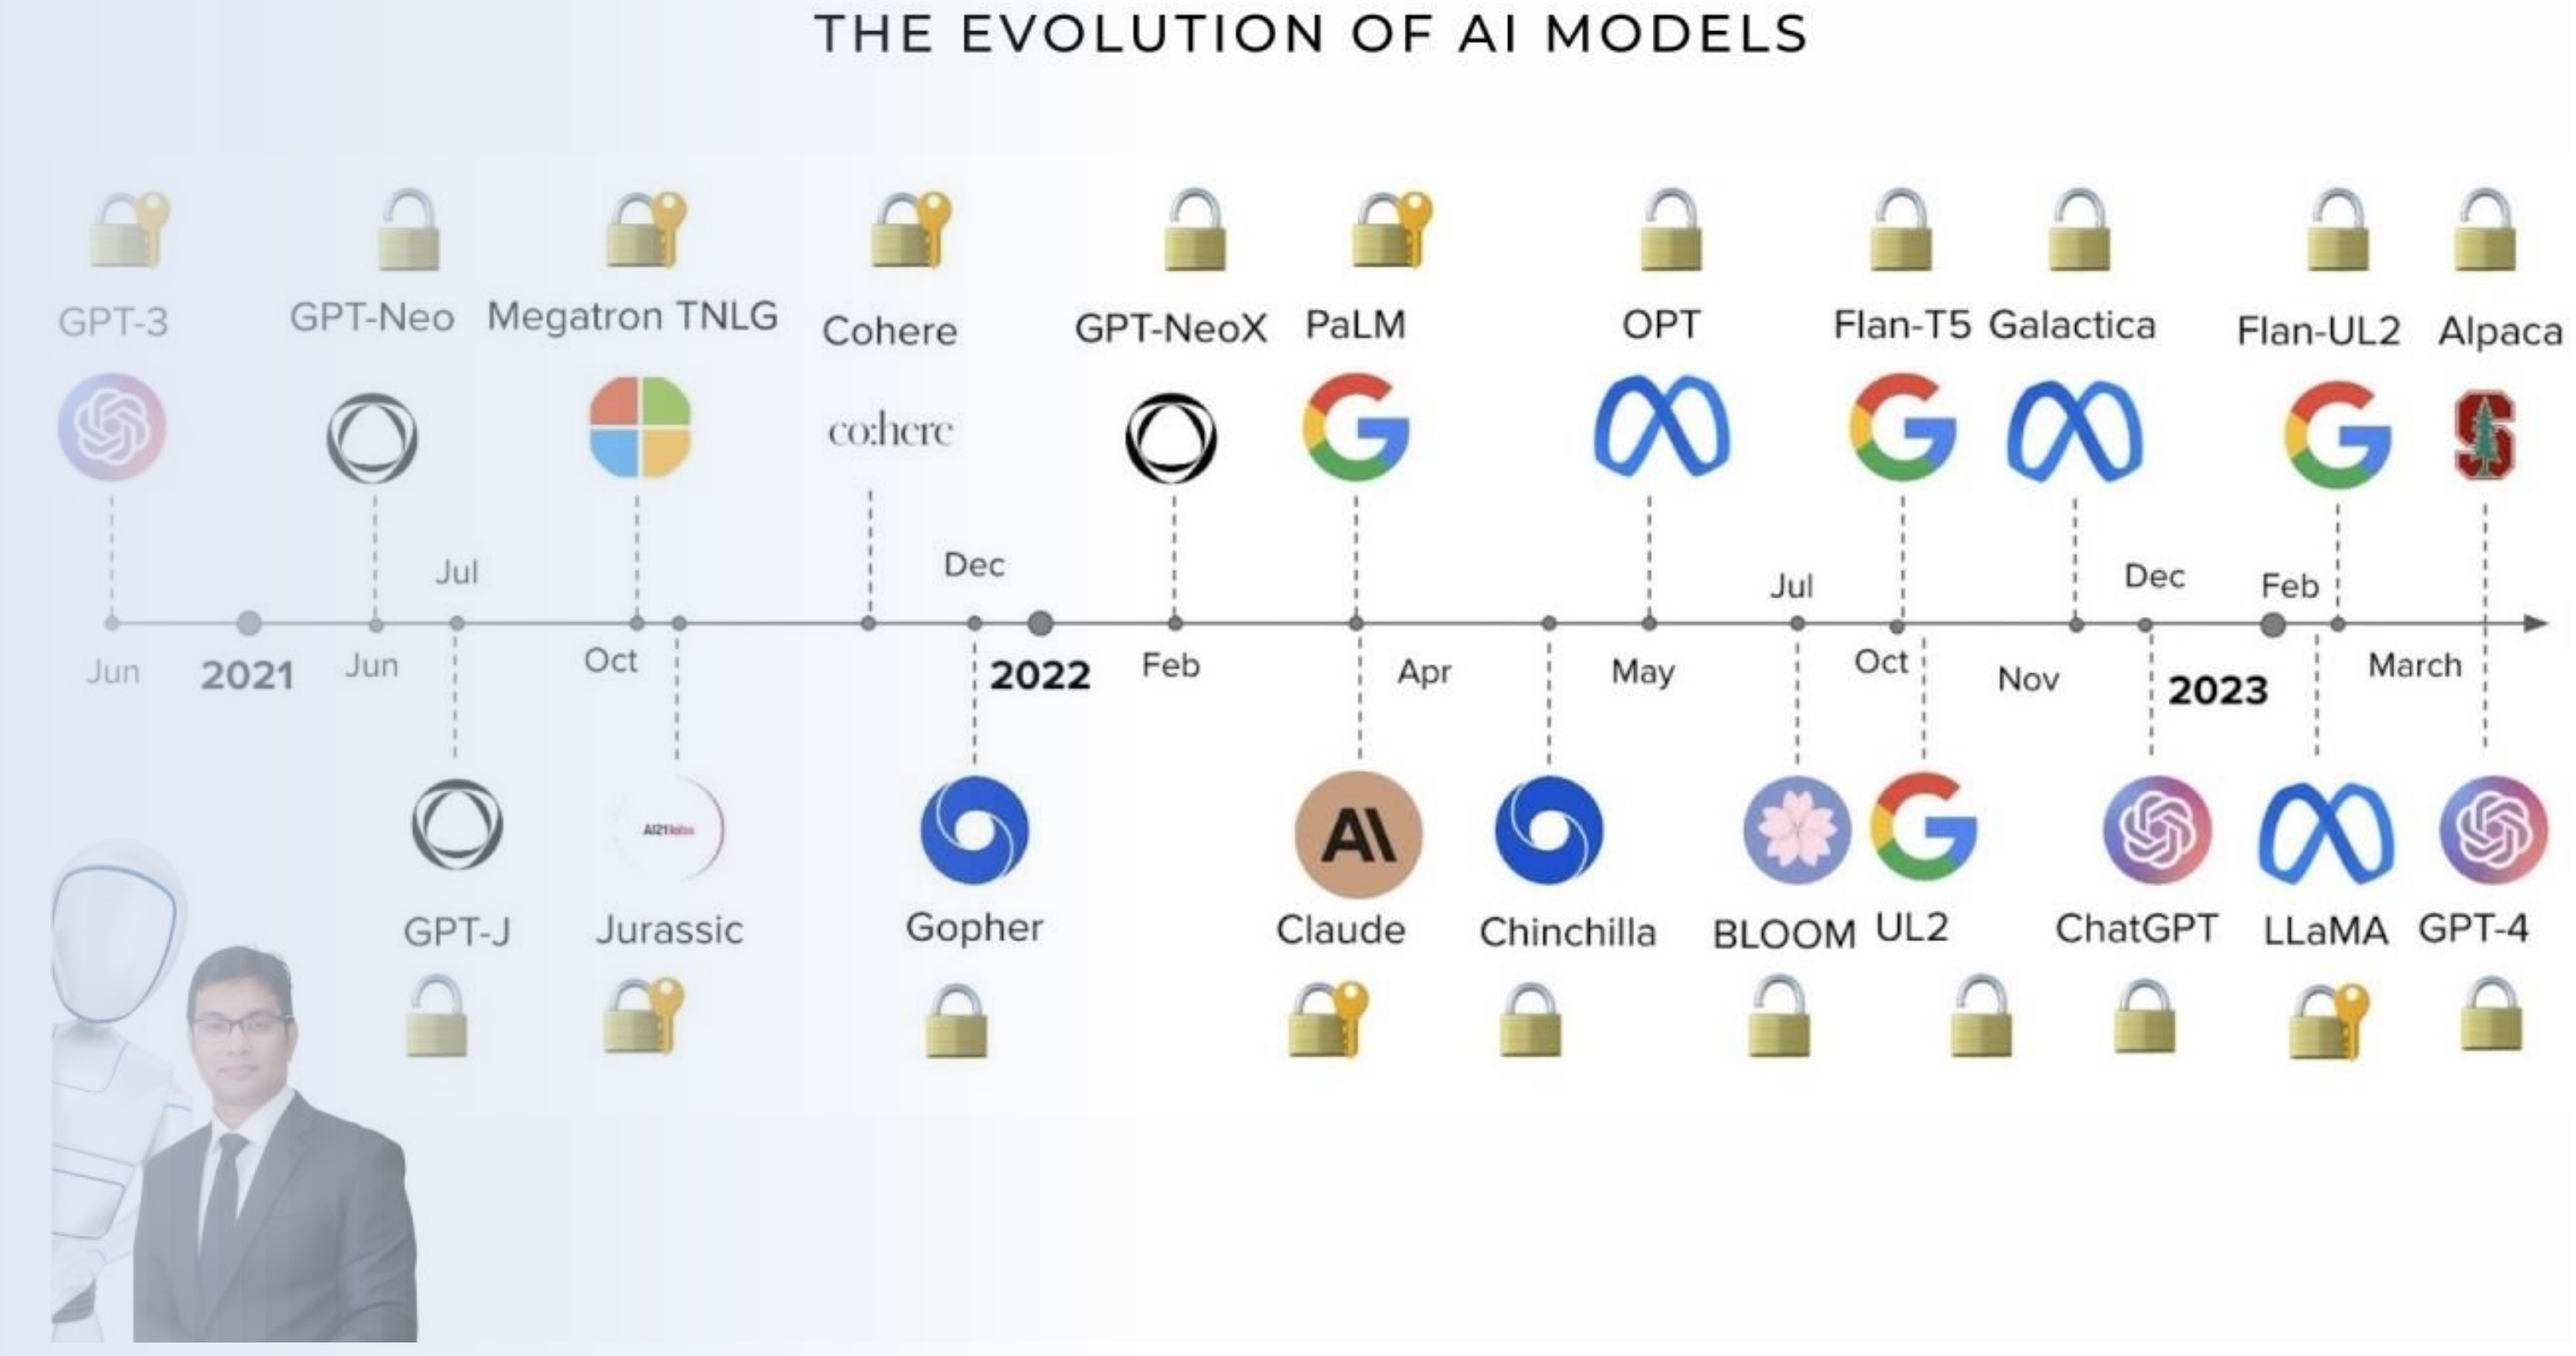 THE EVOLUTION OF AI MODELS
GPT-3
GPT-Neo
Megatron TNLG
Cohere
GPT-NeoX
PaLM
OPT
Flan-T5
Galactica
Flan-UL2
Alpaca
co:here
Jul
Dec
Jul
Dec
Feb
Jun
2021
Jun
Oct
2022
Feb
Apr
May
Oct
Nov
2023
March
AI21labs
A\
GPT-J
Jurassic
Gopher
Claude
Chinchilla
BLOOM
UL2
ChatGPT
LLaMA
GPT-4